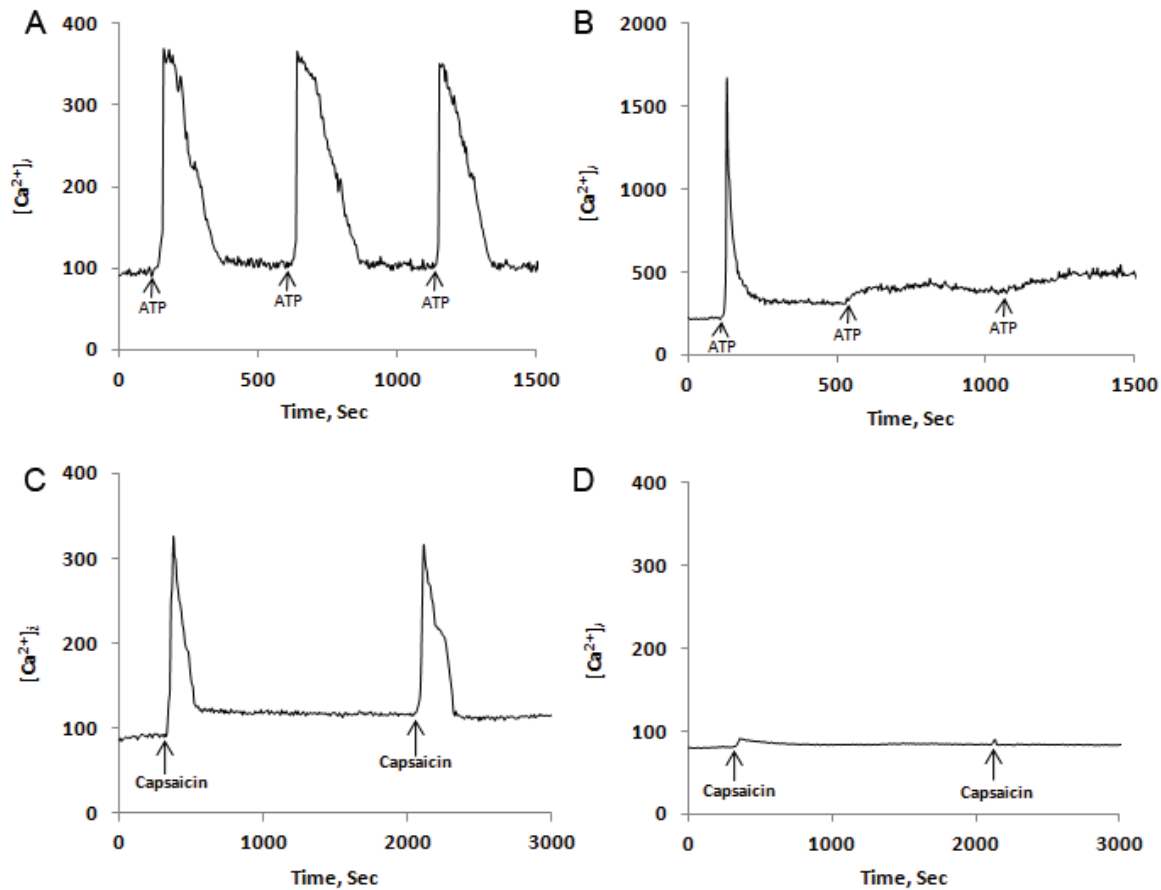 A
400
300
200
100
0
[Ca²⁺]ᵢ
ATP
ATP
ATP
0
500
1000
1500
Time, Sec
B
2000
1500
1000
500
0
[Ca²⁺]ᵢ
ATP
ATP
ATP
0
500
1000
1500
Time, Sec
C
400
300
200
100
0
[Ca²⁺]ᵢ
Capsaicin
Capsaicin
0
1000
2000
3000
Time, Sec
D
400
300
200
100
0
[Ca²⁺]ᵢ
Capsaicin
Capsaicin
0
1000
2000
3000
Time, Sec